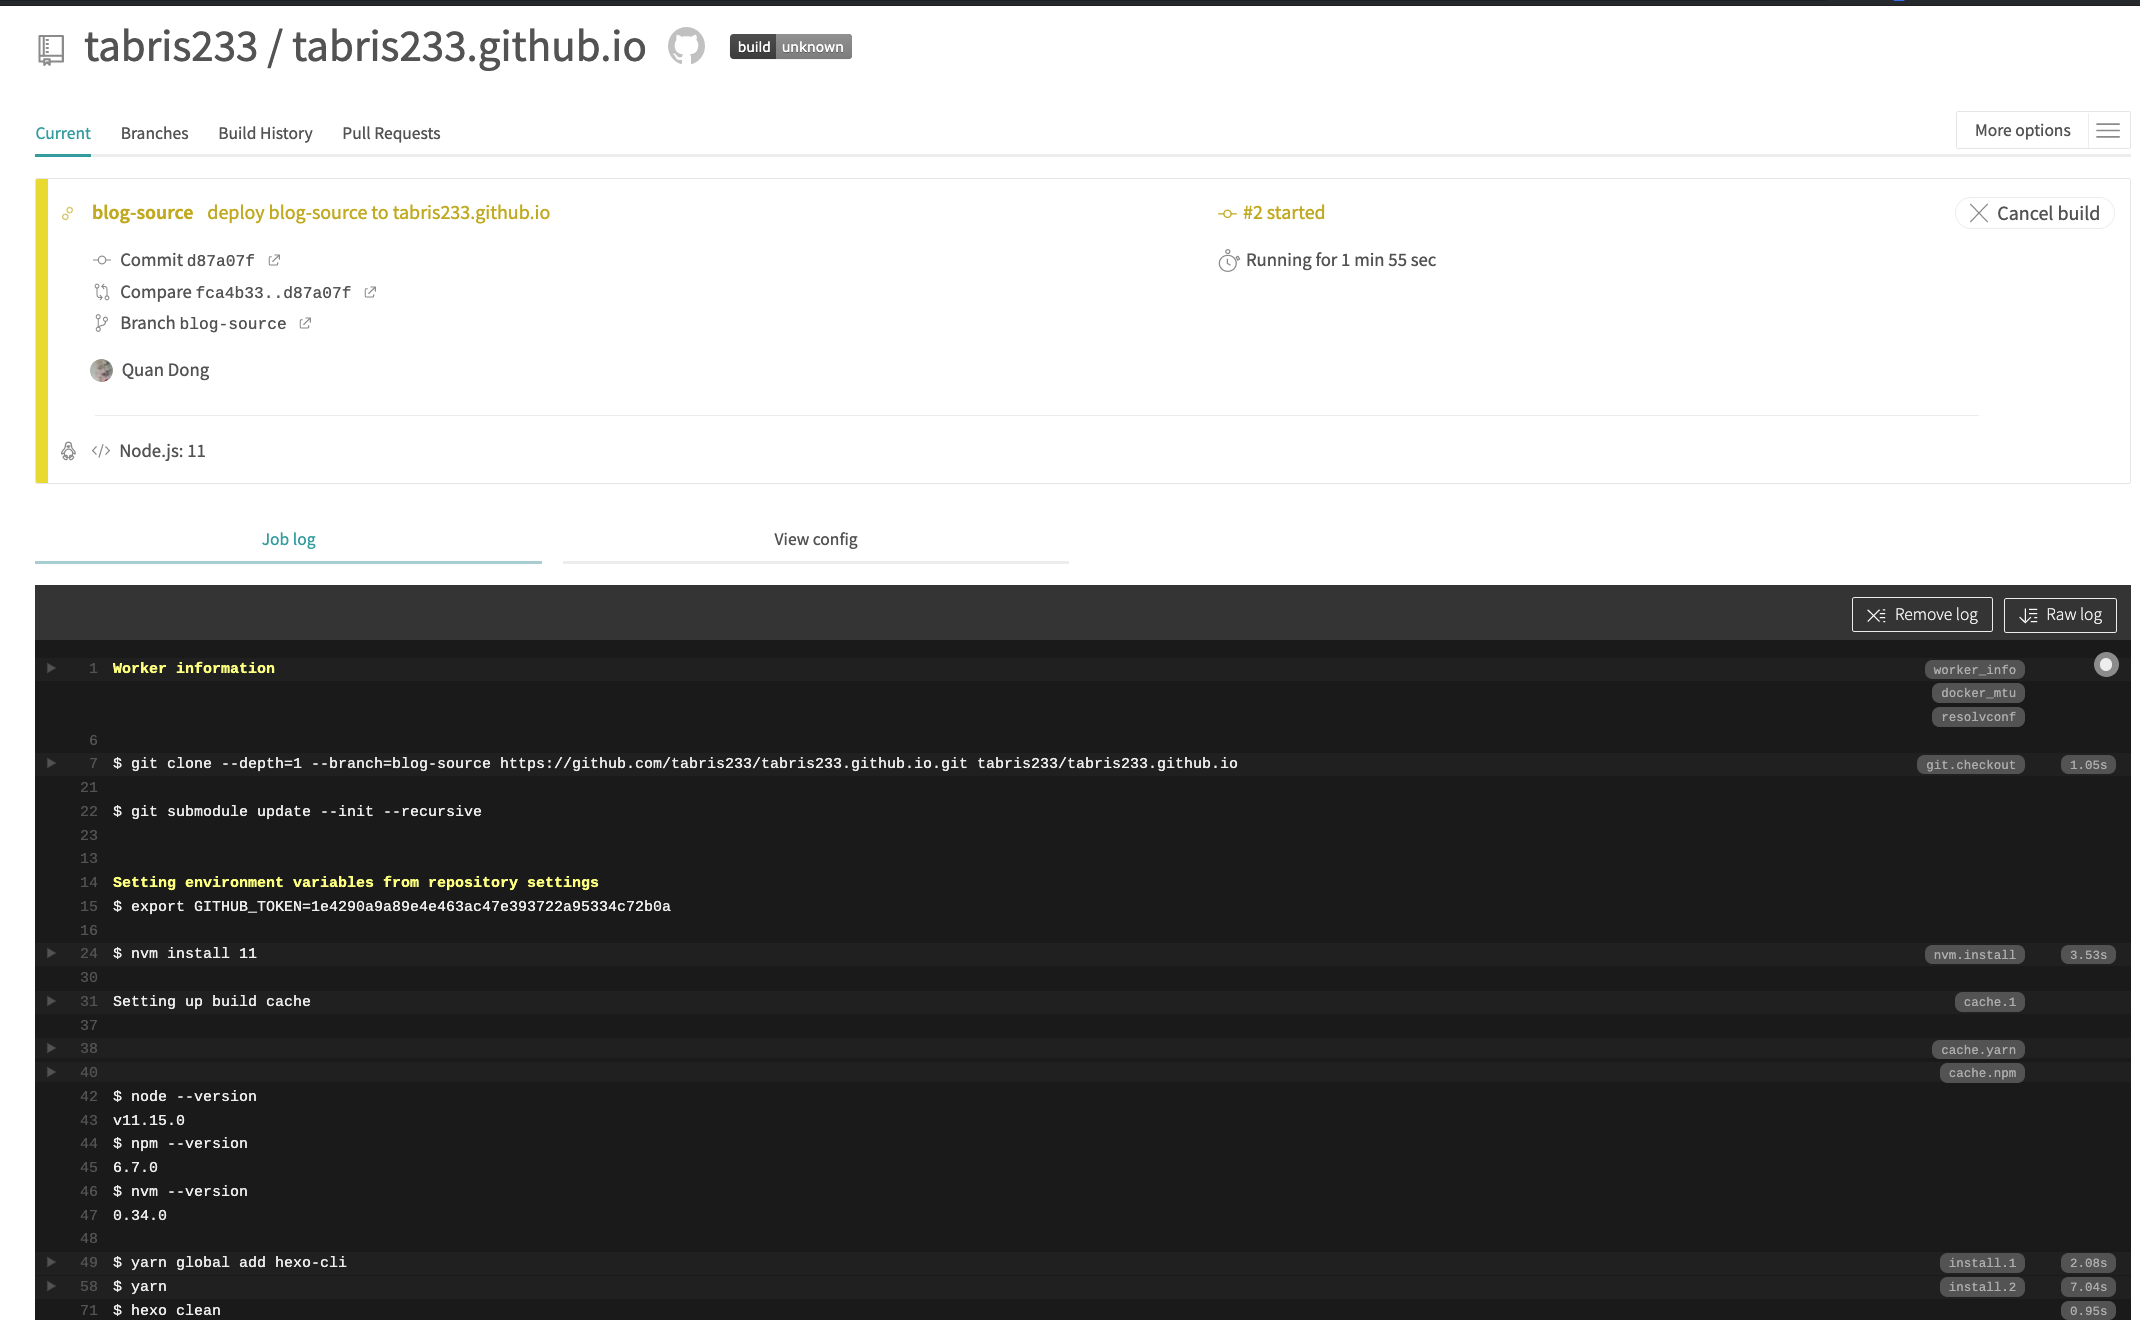 tabris233 / tabris233.github.io build unknown
Current Branches Build History Pull Requests More options
blog-source deploy blog-source to tabris233.github.io #2 started Cancel build
Commit d87a07f Running for 1 min 55 sec
Compare fca4b33..d87a07f
Branch blog-source
Quan Dong
Node.js: 11
Job log View config
Remove log Raw log
1 Worker information worker_info
docker_mtu
resolvconf
6
7 $ git clone --depth=1 --branch=blog-source https://github.com/tabris233/tabris233.github.io.git tabris233/tabris233.github.io git.checkout 1.05s
21
22 $ git submodule update --init --recursive
23
13
14 Setting environment variables from repository settings
15 $ export GITHUB_TOKEN=1e4290a9a89e4e463ac47e393722a95334c72b0a
16
24 $ nvm install 11 nvm.install 3.53s
30
31 Setting up build cache cache.1
37
38 cache.yarn
40 cache.npm
42 $ node --version
43 v11.15.0
44 $ npm --version
45 6.7.0
46 $ nvm --version
47 0.34.0
48
49 $ yarn global add hexo-cli install.1 2.08s
58 $ yarn install.2 7.04s
71 $ hexo clean 0.95s